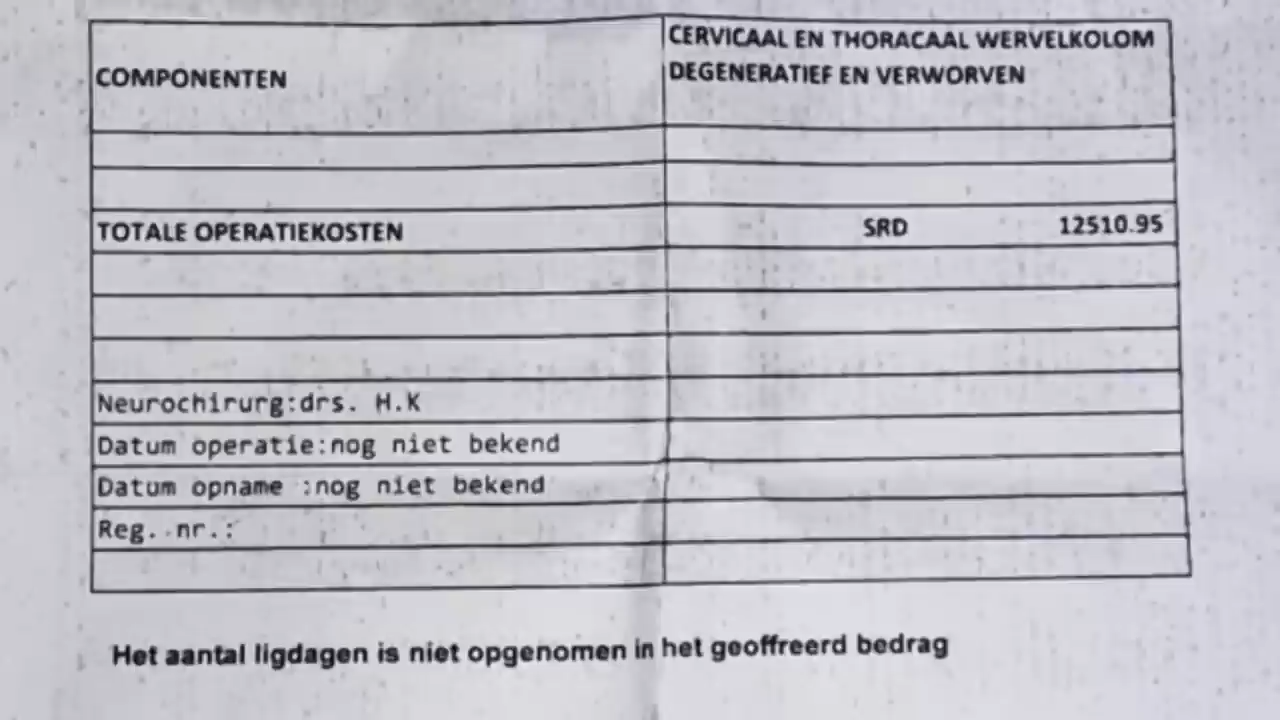 COMPONENTEN
CERVICAAL EN THORACAAL WERVELKOLOM
DEGENERATIEF EN VERWORVEN
TOTALE OPERATIEKOSTEN SRD 12510.95
Neurochirurg:drs. H.K
Datum operatie:nog niet bekend
Datum opname :nog niet bekend
Reg. nr.:
Het aantal ligdagen is niet opgenomen in het geoffreerd bedrag